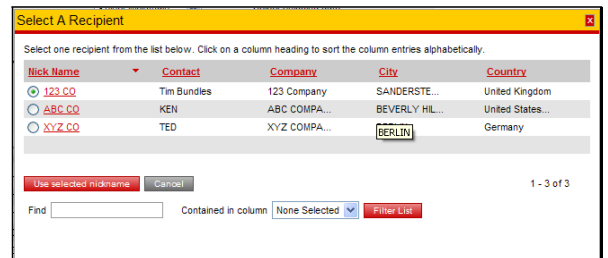 Select A Recipient
Select one recipient from the list below. Click on a column heading to sort the column entries alphabetically.
Nick Name Contact Company City Country
123 CO Tim Bundles 123 Company SANDERSTE... United Kingdom
ABC CO KEN ABC COMPA... BEVERLY HIL... United States...
XYZ CO TED XYZ COMPA... Germany
BERLIN
Use selected nickname Cancel 1 - 3 of 3
Find Contained in column None Selected Filter List